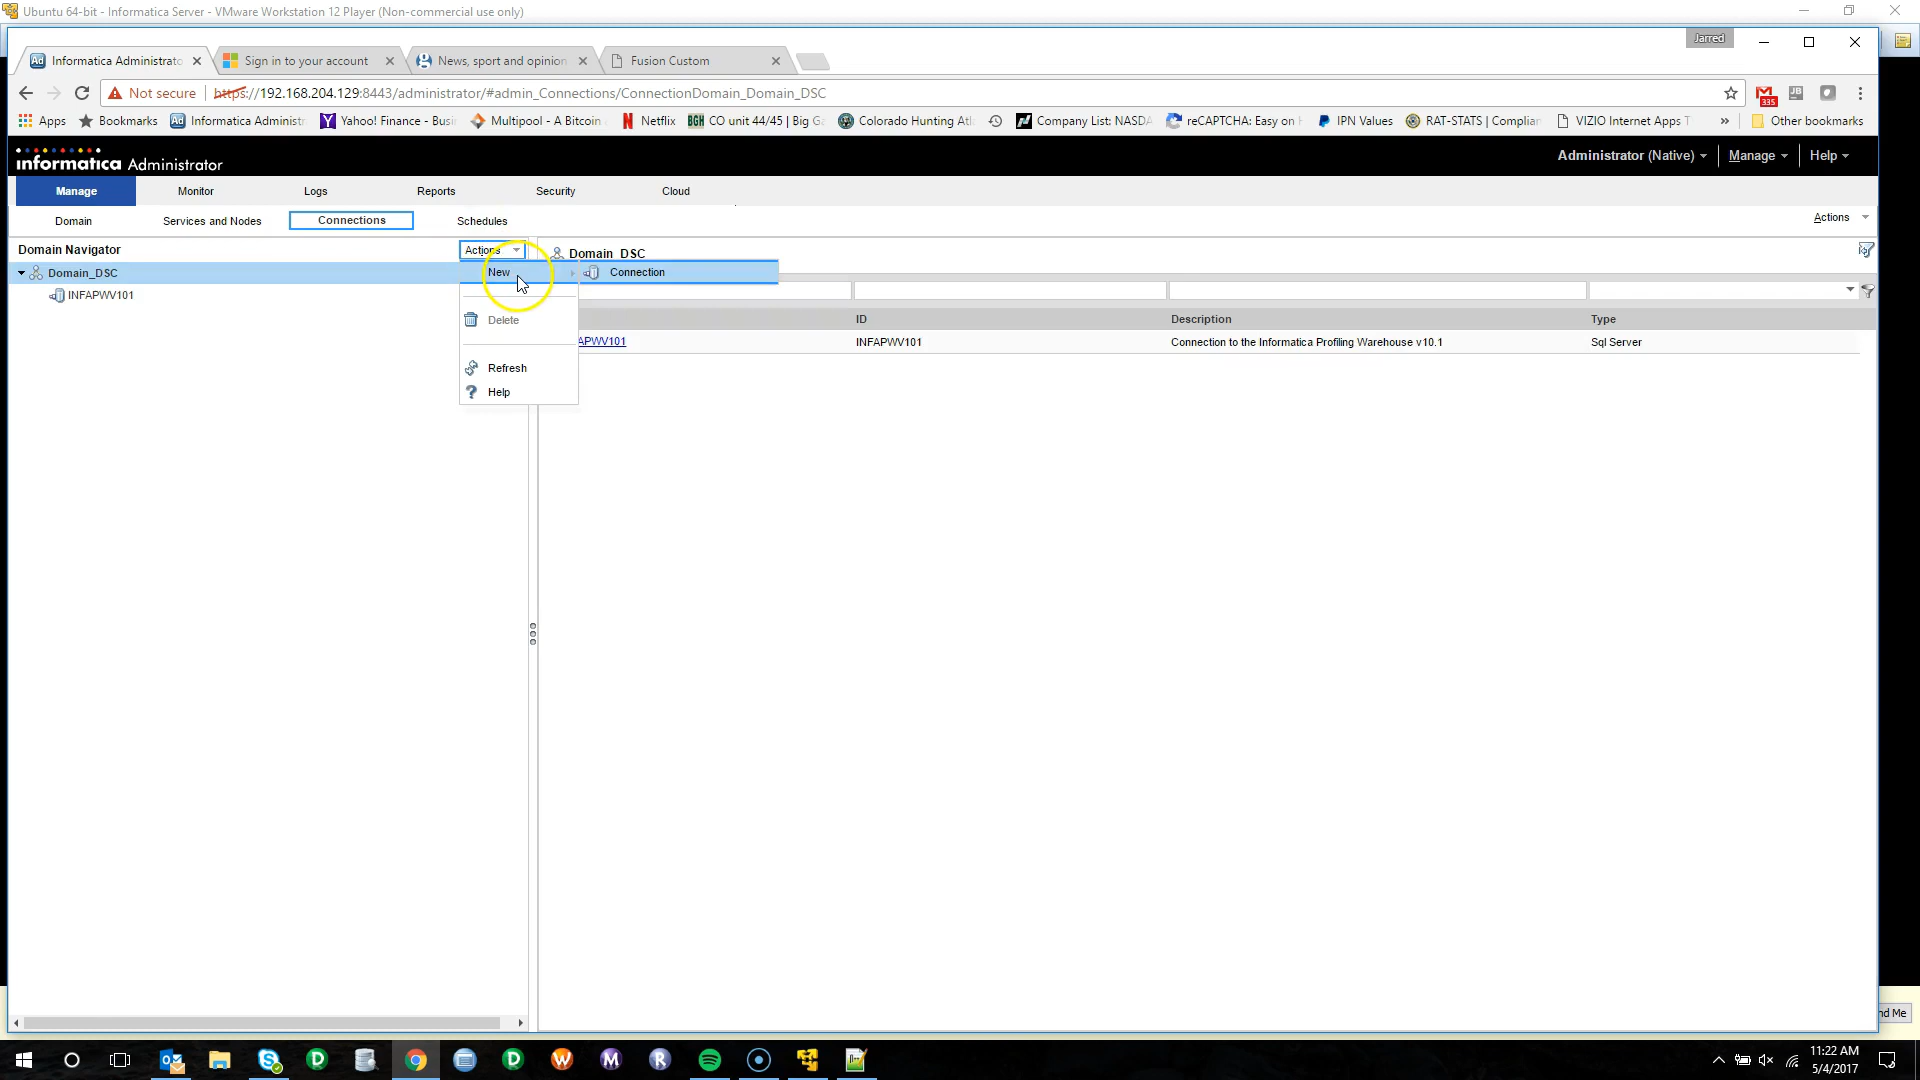 Ubuntu 64-bit - Informatica Server - VMware Workstation 12 Player (Non-commercial use only)
Jarred
Informatica Administrato
Sign in to your account
News, sport and opinion
Fusion Custom
Not secure
https://192.168.204.129:8443/administrator/#admin_Connections/ConnectionDomain_Domain_DSC
335
Apps
Bookmarks
Informatica Administ
Yahoo! Finance - Busi
Multipool - A Bitcoin
Netflix
CO unit 44/45 | Big G
Colorado Hunting Atl
Company List: NASDA
reCAPTCHA: Easy on
IPN Values
RAT-STATS | Complian
VIZIO Internet Apps T
»
Other bookmarks
informatica Administrator
Administrator (Native)
Manage
Help
Manage
Monitor
Logs
Reports
Security
Cloud
Domain
Services and Nodes
Connections
Schedules
Actions
Domain Navigator
Actions
Domain_DSC
Domain_DSC
New
Connection
INFAPWV101
Delete
Refresh
Help
ID
Description
Type
APWV101
INFAPWV101
Connection to the Informatica Profiling Warehouse v10.1
Sql Server
nd Me
11:22 AM
5/4/2017